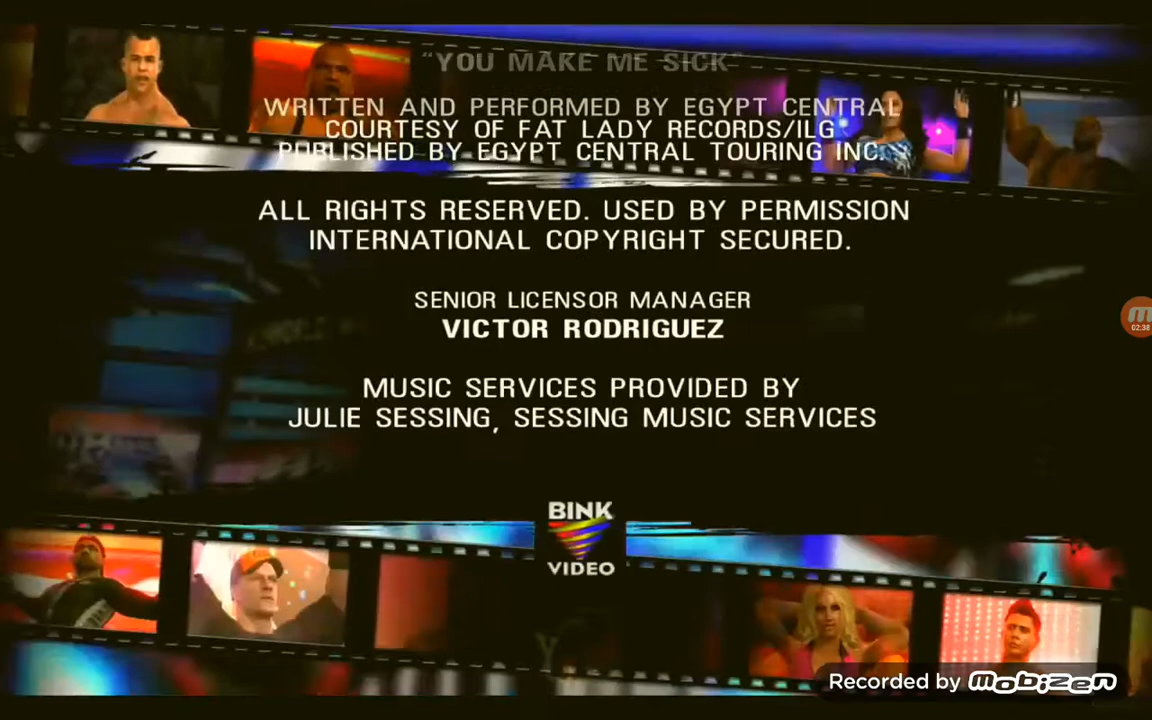 "YOU MAKE ME SICK"
WRITTEN AND PERFORMED BY EGYPT CENTRAL
COURTESY OF FAT LADY RECORDS/ILG
PUBLISHED BY EGYPT CENTRAL TOURING INC.
ALL RIGHTS RESERVED. USED BY PERMISSION
INTERNATIONAL COPYRIGHT SECURED.
SENIOR LICENSOR MANAGER
VICTOR RODRIGUEZ
02:38
MUSIC SERVICES PROVIDED BY
JULIE SESSING, SESSING MUSIC SERVICES
BINK
VIDEO
Recorded by mobizen